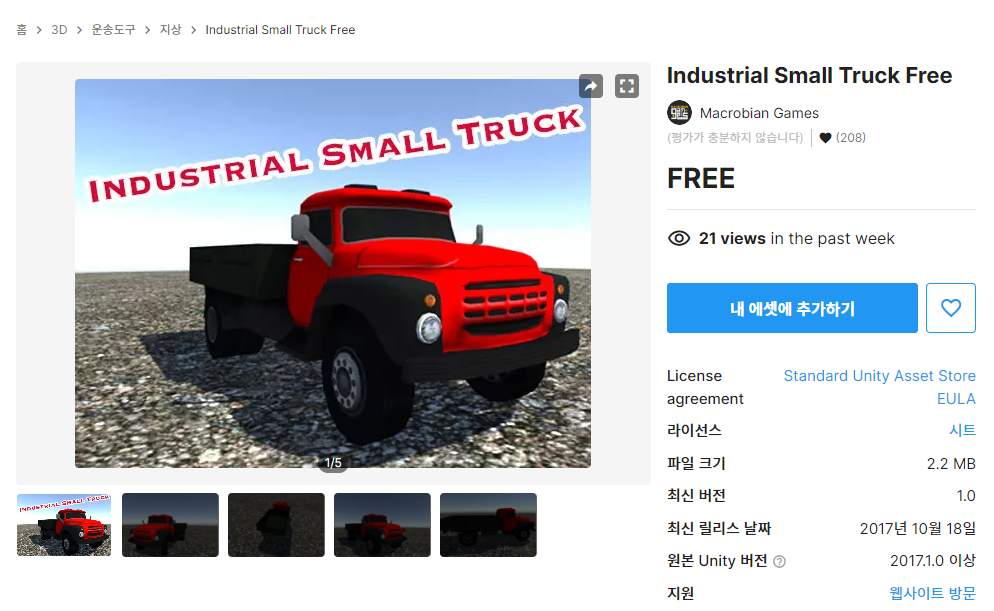 홈 > 3D > 운송도구 > 지상 > Industrial Small Truck Free
INDUSTRIAL SMALL TRUCK
1/5
INDUSTRIAL SMALL TRUCK
Industrial Small Truck Free
Macrobian Games
(평가가 충분하지 않습니다) (208)
FREE
21 views in the past week
내 에셋에 추가하기
License agreement
Standard Unity Asset Store EULA
라이선스 시트
파일 크기 2.2 MB
최신 버전 1.0
최신 릴리스 날짜 2017년 10월 18일
원본 Unity 버전 ? 2017.1.0 이상
지원 웹사이트 방문